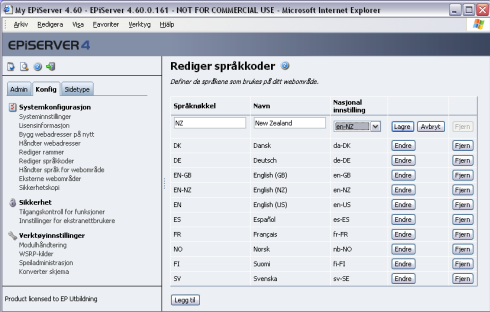 My EPiServer 4.60 - EPiServer 4.60.0.161 - NOT FOR COMMERCIAL USE - Microsoft Internet Explorer
Arkiv Redigera Visa Favoriter Verktyg Hjälp
EPiSERVER 4
Admin Konfig Sidetype
Systemkonfigurasjon
Systeminnstillinger
Lisensinformasjon
Bygg webadresser på nytt
Håndter webadresser
Rediger rammer
Rediger språkkoder
Håndter språk for webområde
Eksterne webområder
Sikkerhetskopi
Sikkerhet
Tilgangskontroll for funksjoner
Innstillinger for ekstranettbrukere
Verktøyinnstillinger
Modulhåndtering
WSRP-kilder
Speiladministrasjon
Konverter skjema
Product licensed to EP Utbildning
Rediger språkkoder
Definer de språkene som brukes på ditt webområde.
Språknøkkel Navn Nasjonal innstilling
NZ New Zealand en-NZ Lagre Avbryt Fjern
DK Dansk da-DK Endre Fjern
DE Deutsch de-DE Endre Fjern
EN-GB English (GB) en-GB Endre Fjern
EN-NZ English (NZ) en-NZ Endre Fjern
EN English (US) en-US Endre Fjern
ES Español es-ES Endre Fjern
FR Français fr-FR Endre Fjern
NO Norsk nb-NO Endre Fjern
FI Suomi fi-FI Endre Fjern
SV Svenska sv-SE Endre Fjern
Legg til